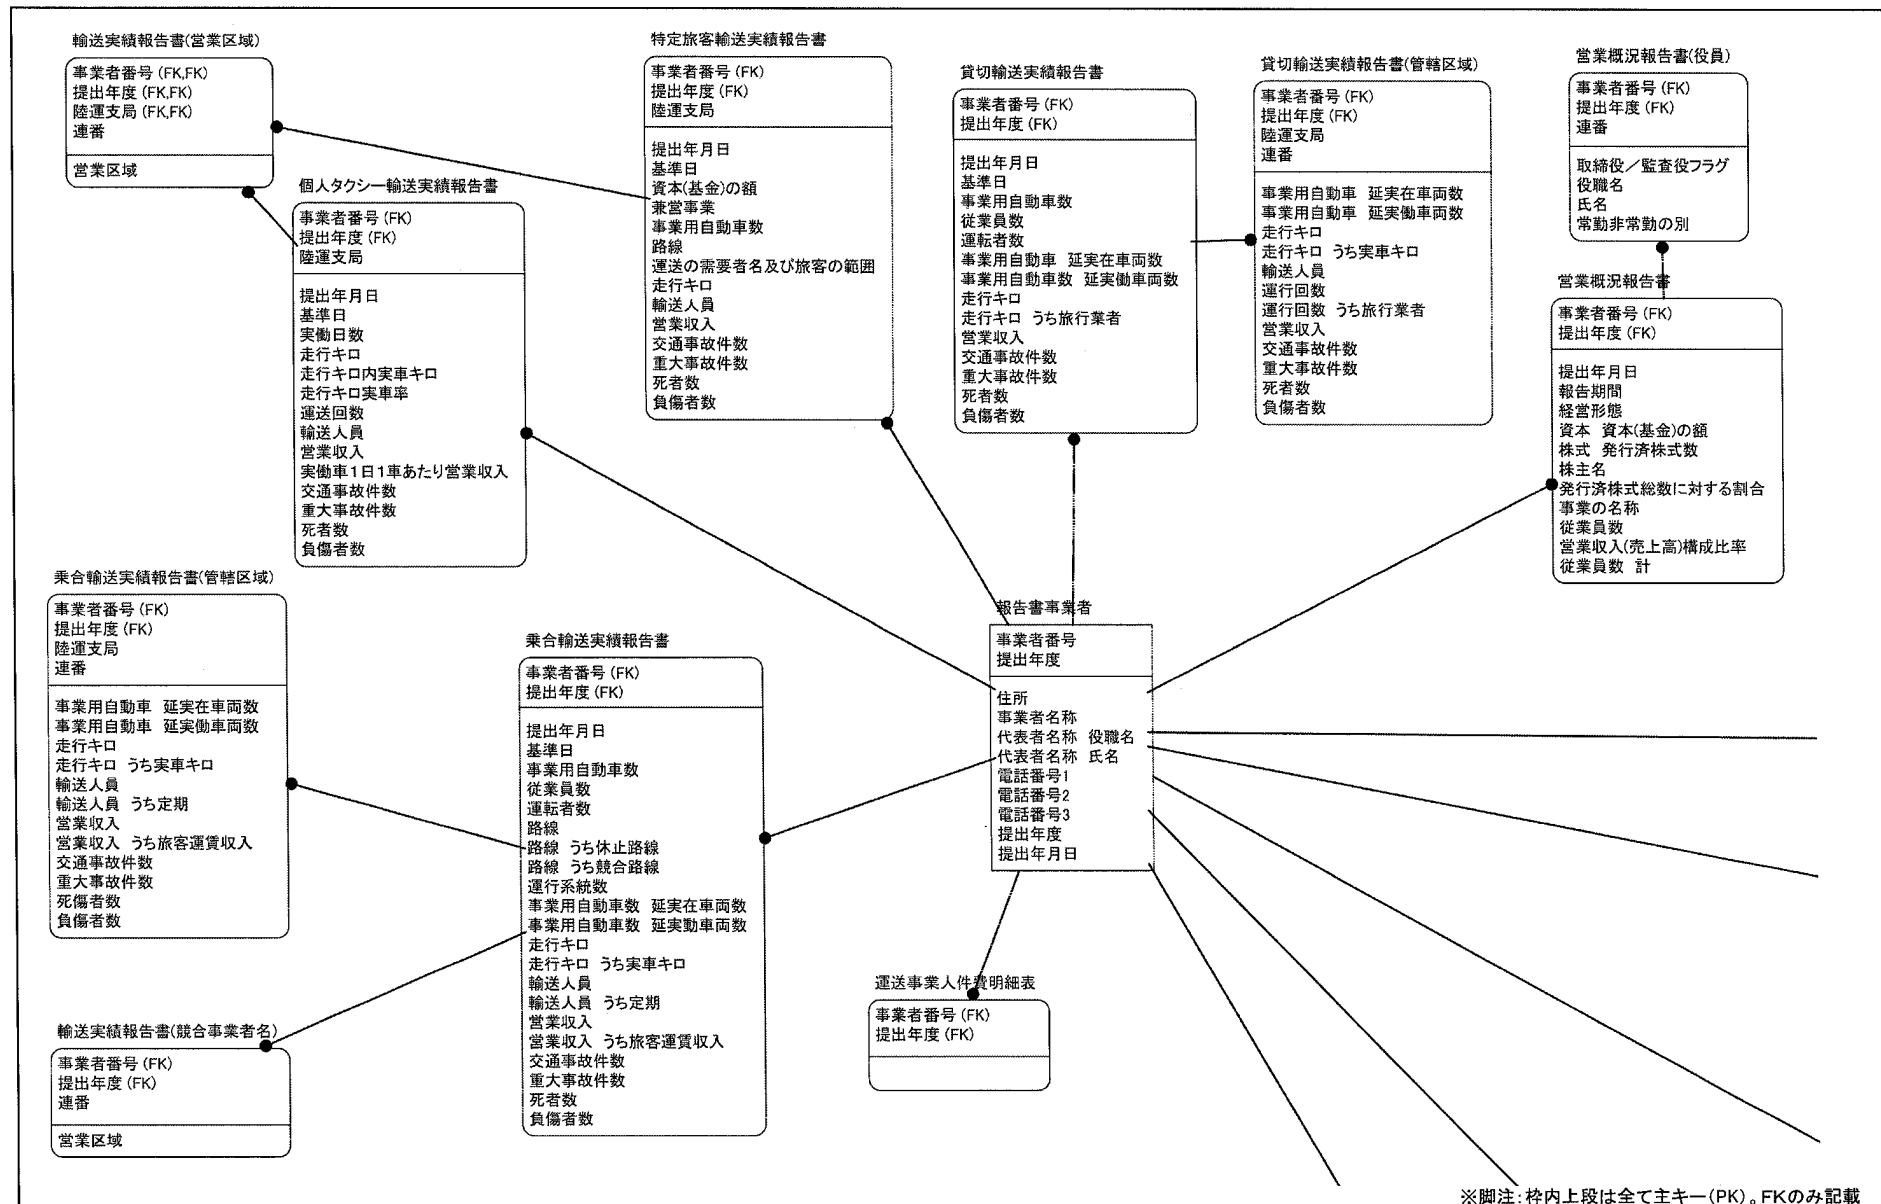 輸送実績報告書(営業区域)
事業者番号 (FK,FK)
提出年度 (FK,FK)
陸運支局 (FK,FK)
連番
営業区域
個人タクシー輸送実績報告書
事業者番号 (FK)
提出年度 (FK)
陸運支局
提出年月日
基準日
実働日数
走行キロ
走行キロ内実車キロ
走行キロ実車率
運送回数
輸送人員
営業収入
実働車1日1車あたり営業収入
交通事故件数
重大事故件数
死者数
負傷者数
特定旅客輸送実績報告書
事業者番号 (FK)
提出年度 (FK)
陸運支局
提出年月日
基準日
資本(基金)の額
兼営事業
事業用自動車数
路線
運送の需要者名及び旅客の範囲
走行キロ
輸送人員
営業収入
交通事故件数
重大事故件数
死者数
負傷者数
貸切輸送実績報告書
事業者番号 (FK)
提出年度 (FK)
提出年月日
基準日
事業用自動車数
従業員数
運転者数
事業用自動車 延実在車両数
事業用自動車数 延実働車両数
走行キロ
走行キロ うち旅行業者
営業収入
交通事故件数
重大事故件数
死者数
負傷者数
貸切輸送実績報告書(管轄区域)
事業者番号 (FK)
提出年度 (FK)
陸運支局
連番
事業用自動車 延実在車両数
事業用自動車 延実働車両数
走行キロ
走行キロ うち実車キロ
輸送人員
運行回数
運行回数 うち旅行業者
営業収入
交通事故件数
重大事故件数
死者数
負傷者数
営業概況報告書(役員)
事業者番号 (FK)
提出年度 (FK)
連番
取締役/監査役フラグ
役職名
氏名
常勤非常勤の別
営業概況報告書
事業者番号 (FK)
提出年度 (FK)
提出年月日
報告期間
経営形態
資本 資本(基金)の額
株式 発行済株式数
株主名
発行済株式総数に対する割合
事業の名称
従業員数
営業収入(売上高)構成比率
従業員数 計
乗合輸送実績報告書(管轄区域)
事業者番号 (FK)
提出年度 (FK)
陸運支局
連番
事業用自動車 延実在車両数
事業用自動車 延実働車両数
走行キロ
走行キロ うち実車キロ
輸送人員
輸送人員 うち定期
営業収入
営業収入 うち旅客運賃収入
交通事故件数
重大事故件数
死傷者数
負傷者数
乗合輸送実績報告書
事業者番号 (FK)
提出年度 (FK)
提出年月日
基準日
事業用自動車数
従業員数
運転者数
路線
路線 うち休止路線
路線 うち競合路線
運行系統数
事業用自動車数 延実在車両数
事業用自動車数 延実動車両数
走行キロ
走行キロ うち実車キロ
輸送人員
輸送人員 うち定期
営業収入
営業収入 うち旅客運賃収入
交通事故件数
重大事故件数
死者数
負傷者数
報告書事業者
事業者番号
提出年度
住所
事業者名称
代表者名称 役職名
代表者名称 氏名
電話番号1
電話番号2
電話番号3
提出年度
提出年月日
運送事業人件費明細表
事業者番号 (FK)
提出年度 (FK)
輸送実績報告書(競合事業者名)
事業者番号 (FK)
提出年度 (FK)
連番
営業区域
※脚注:枠内上段は全て主キー(PK)。FKのみ記載